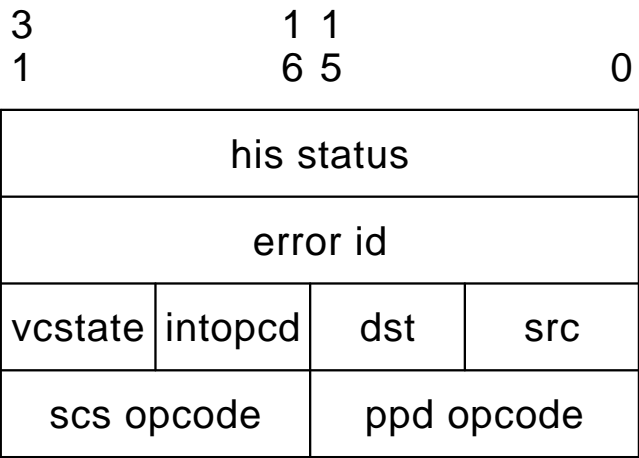 3 1 1
1 6 5 0
his status
error id
vcstate intopcd dst src
scs opcode ppd opcode